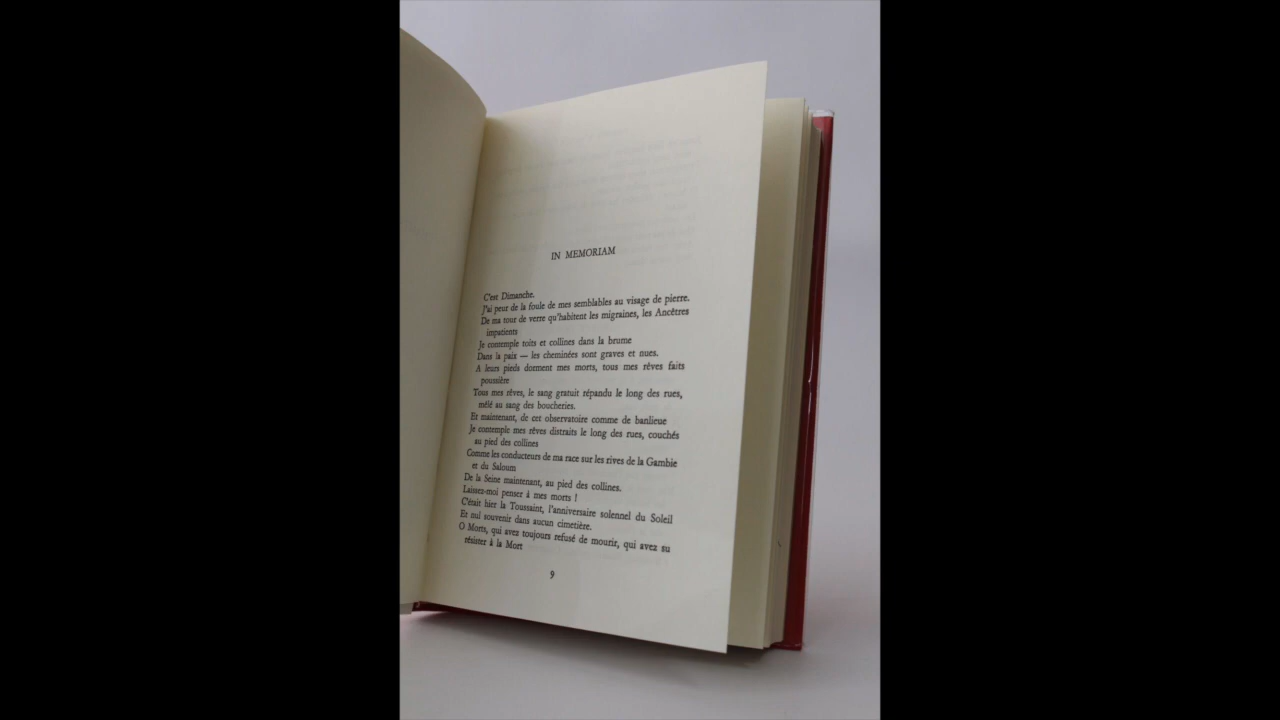 IN MEMORIAM
C'est Dimanche.
J'ai peur de la foule de mes semblables au visage de pierre.
De ma tour de verre qu'habitent les migraines, les Ancêtres
impatients
Je contemple toits et collines dans la brume
Dans la paix — les cheminées sont graves et nues.
A leurs pieds dorment mes morts, tous mes rêves faits
poussière
Tous mes rêves, le sang gratuit répandu le long des rues,
mêlé au sang des boucheries.
Et maintenant, de cet observatoire comme de banlieue
Je contemple mes rêves distraits le long des rues, couchés
au pied des collines
Comme les conducteurs de ma race sur les rives de la Gambie
et du Saloum
De la Seine maintenant, au pied des collines.
Laissez-moi penser à mes morts !
C'était hier la Toussaint, l'anniversaire solennel du Soleil
Et nul souvenir dans aucun cimetière.
O Morts, qui avez toujours refusé de mourir, qui avez su
résister à la Mort
9